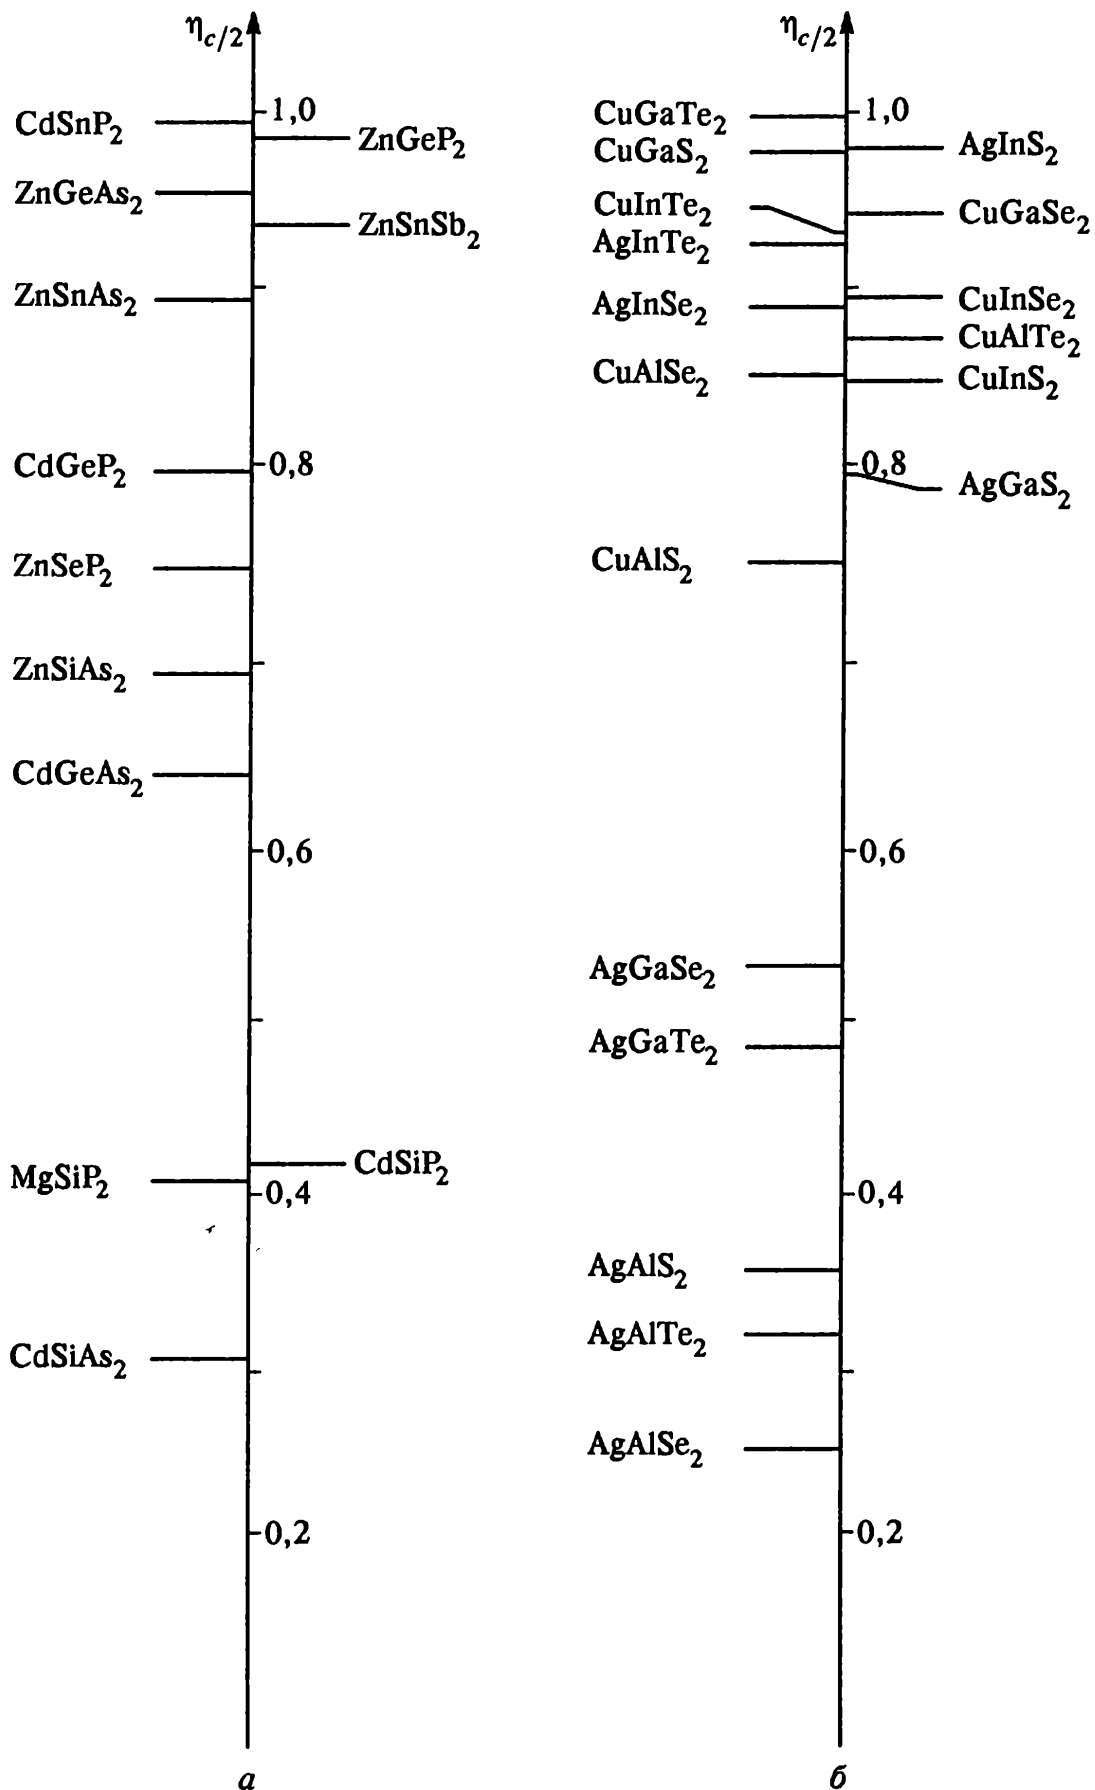 η_c/2
1,0
CdSnP₂
ZnGeP₂
ZnGeAs₂
ZnSnSb₂
ZnSnAs₂
0,8
CdGeP₂
ZnSeP₂
ZnSiAs₂
CdGeAs₂
0,6
CdSiP₂
MgSiP₂
0,4
CdSiAs₂
0,2
а
η_c/2
1,0
CuGaTe₂
AgInS₂
CuGaS₂
CuInTe₂
CuGaSe₂
AgInTe₂
CuInSe₂
AgInSe₂
CuAlTe₂
CuAlSe₂
CuInS₂
0,8
AgGaS₂
CuAlS₂
0,6
AgGaSe₂
AgGaTe₂
0,4
AgAlS₂
AgAlTe₂
AgAlSe₂
0,2
б